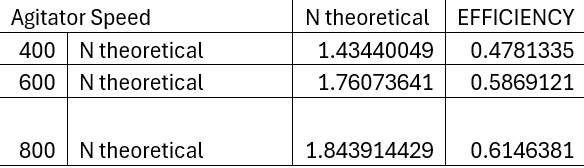 Agitator Speed N theoretical EFFICIENCY
400 N theoretical 1.43440049 0.4781335
600 N theoretical 1.76073641 0.5869121
800 N theoretical 1.843914429 0.6146381